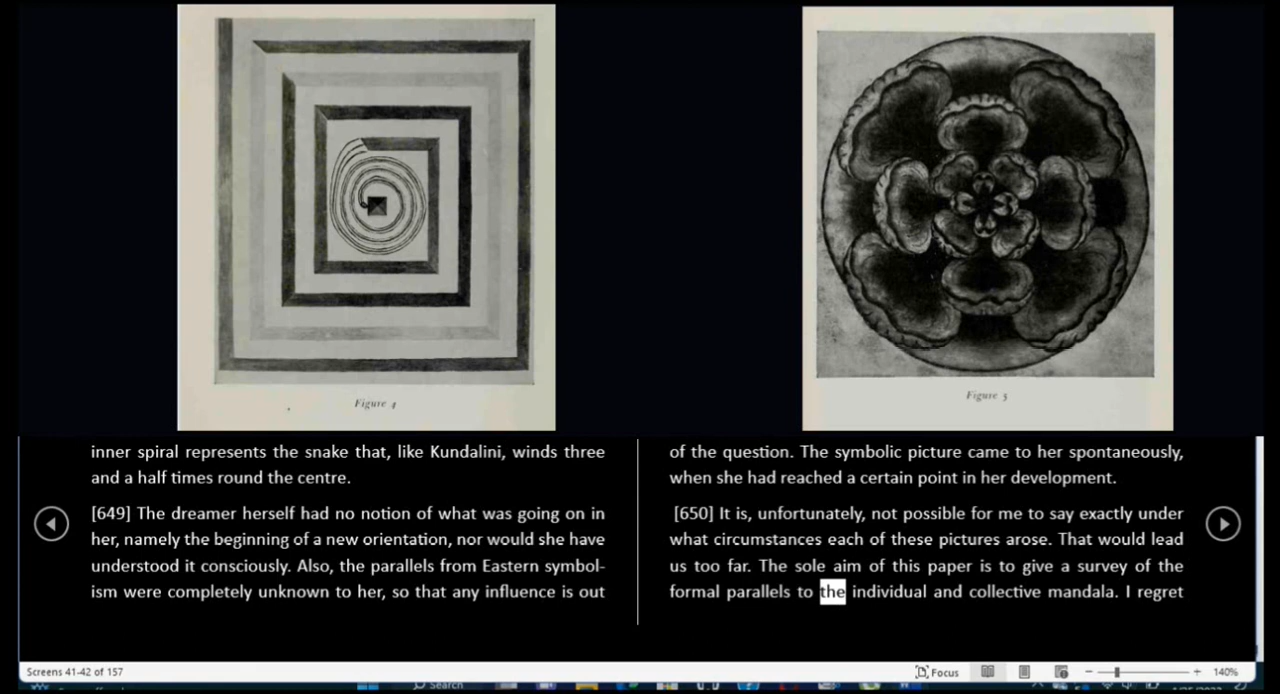 Figure 4
Figure 5
inner spiral represents the snake that, like Kundalini, winds three
and a half times round the centre.
[649] The dreamer herself had no notion of what was going on in
her, namely the beginning of a new orientation, nor would she have
understood it consciously. Also, the parallels from Eastern symbol-
ism were completely unknown to her, so that any influence is out
of the question. The symbolic picture came to her spontaneously,
when she had reached a certain point in her development.
[650] It is, unfortunately, not possible for me to say exactly under
what circumstances each of these pictures arose. That would lead
us too far. The sole aim of this paper is to give a survey of the
formal parallels to the individual and collective mandala. I regret
Screens 41-42 of 157
Focus
140%
Search